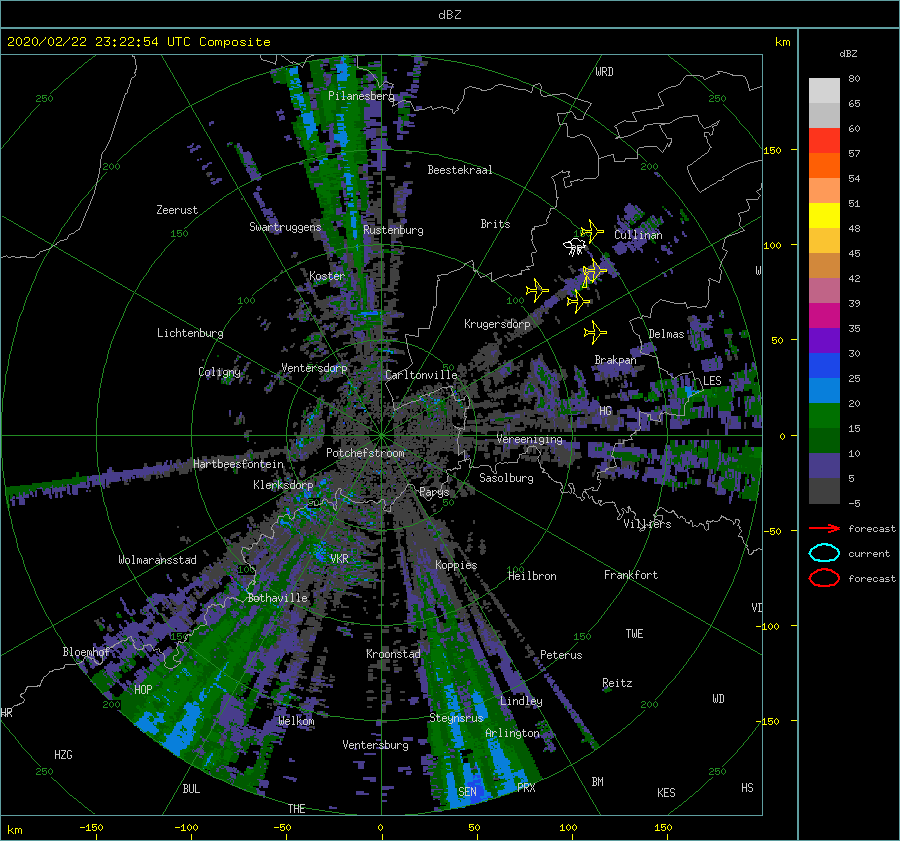 dBZ
2020/02/22 23:22:54 UTC Composite
km
dBZ
WRD
80
250
Pilanesberg
250
65
60
150
57
200
Beestekraal
200
54
Zeerust
51
Swartruggens
Rustenburg
Brits
150
Cullinan
48
100
Koster
45
42
100
100
39
Lichtenburg
Krugersdorp
Delmas
35
50
Brakpan
30
Coligny
Ventersdorp
Carltonville
50
LES
25
HG
20
Vereeniging
0
15
Potchefstroom
Hartbeesfontein
10
Klerksdorp
Parys
Sasolburg
5
50
50
-5
Villiers
forecast
-50
Wolmaransstad
VKR
Koppies
current
100
Heilbron
100
Frankfort
forecast
Bothaville
VD
-100
150
150
TWE
Bloemhof
Kroonstad
Peterus
HOP
Reitz
200
Lindley
200
WD
HR
Welkom
Steynsrus
-150
Arlington
HZG
Ventersburg
250
250
BUL
SEN
PRX
BM
KES
HS
THE
km
-150
-100
-50
0
50
100
150